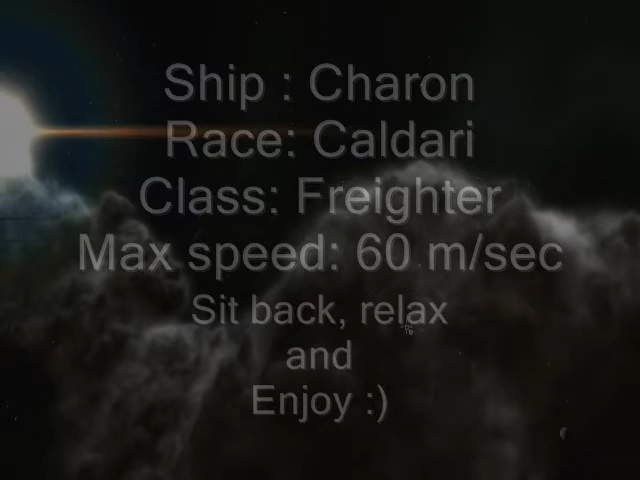 Ship : Charon
Race: Caldari
Class: Freighter
Max speed: 60 m/sec
Sit back, relax
and
Enjoy :)